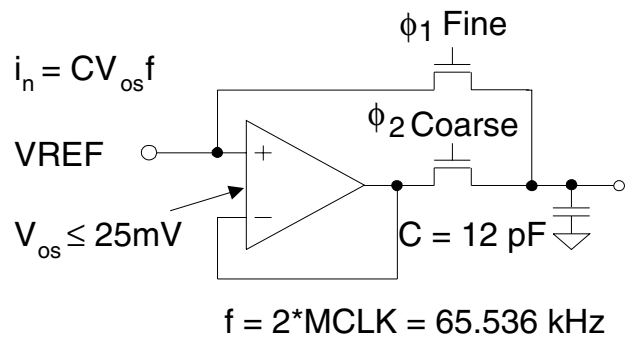 ϕ1 Fine
in = CVosf
ϕ2 Coarse
VREF
+
−
Vos ≤ 25mV
C = 12 pF
f = 2*MCLK = 65.536 kHz